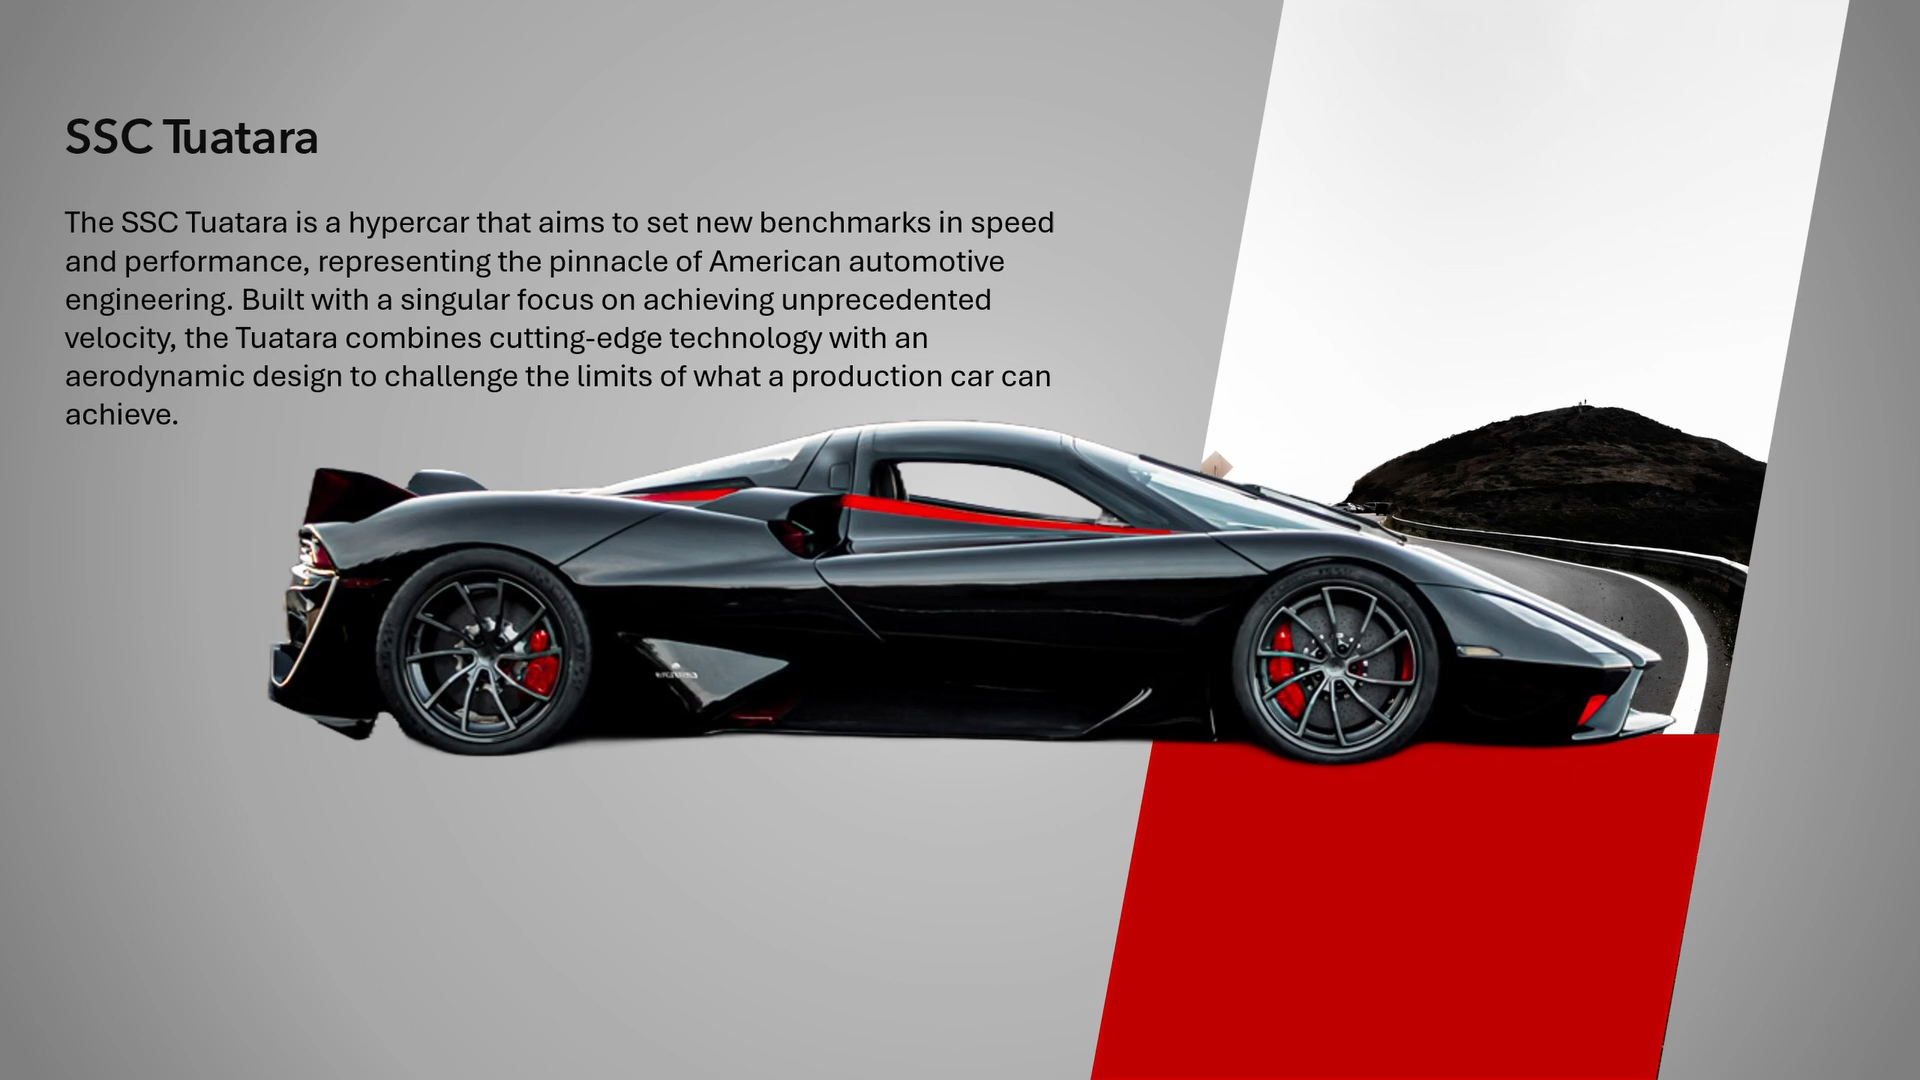 SSC Tuatara
The SSC Tuatara is a hypercar that aims to set new benchmarks in speed
and performance, representing the pinnacle of American automotive
engineering. Built with a singular focus on achieving unprecedented
velocity, the Tuatara combines cutting-edge technology with an
aerodynamic design to challenge the limits of what a production car can
achieve.